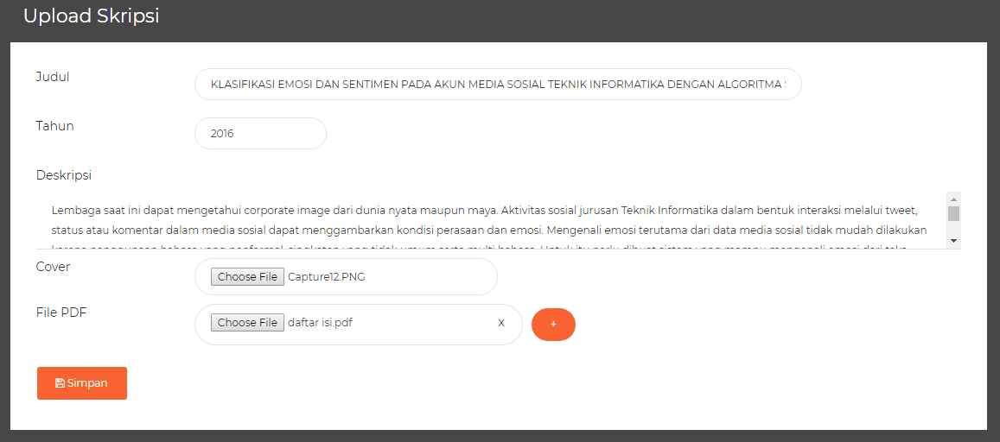 Upload Skripsi
Judul
KLASIFIKASI EMOSI DAN SENTIMEN PADA AKUN MEDIA SOSIAL TEKNIK INFORMATIKA DENGAN ALGORITMA
Tahun
2016
Deskripsi
Lembaga saat ini dapat mengetahui corporate image dari dunia nyata maupun maya. Aktivitas sosial jurusan Teknik Informatika dalam bentuk interaksi melalui tweet,
status atau komentar dalam media sosial dapat menggambarkan kondisi perasaan dan emosi. Mengenali emosi terutama dari data media sosial tidak mudah dilakukan
Cover
Choose File Capture12.PNG
File PDF
Choose File daftar isi.pdf X +
Simpan